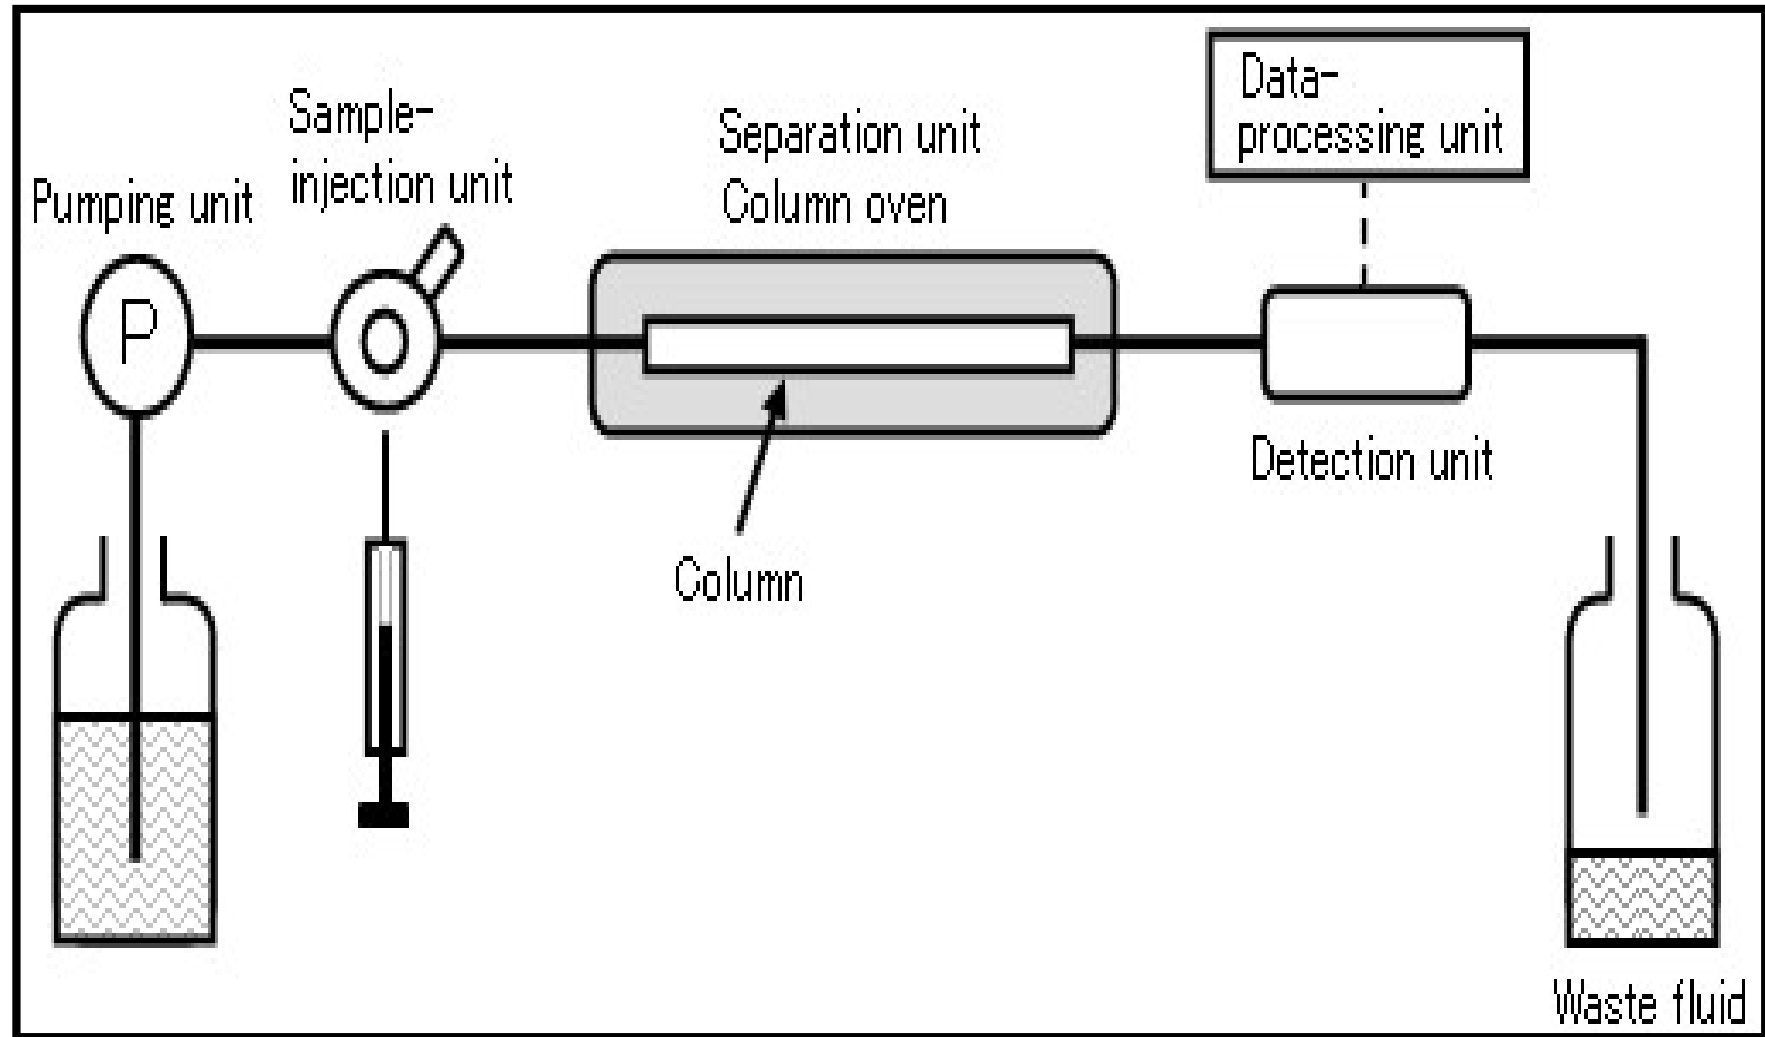 Pumping unit
Sample-
injection unit
Separation unit
Column oven
Data-
processing unit
P
Detection unit
Column
Waste fluid